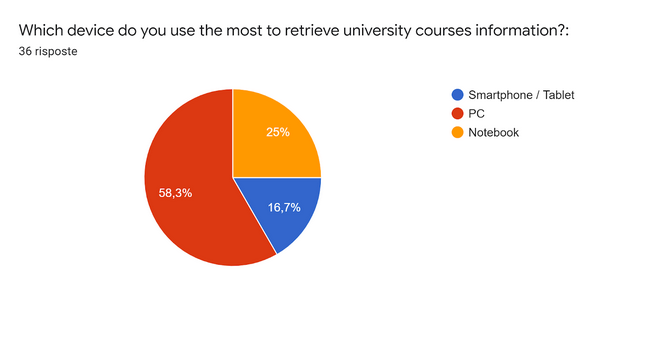 Which device do you use the most to retrieve university courses information?:
36 risposte
Smartphone / Tablet
PC
Notebook
25%
58,3%
16,7%